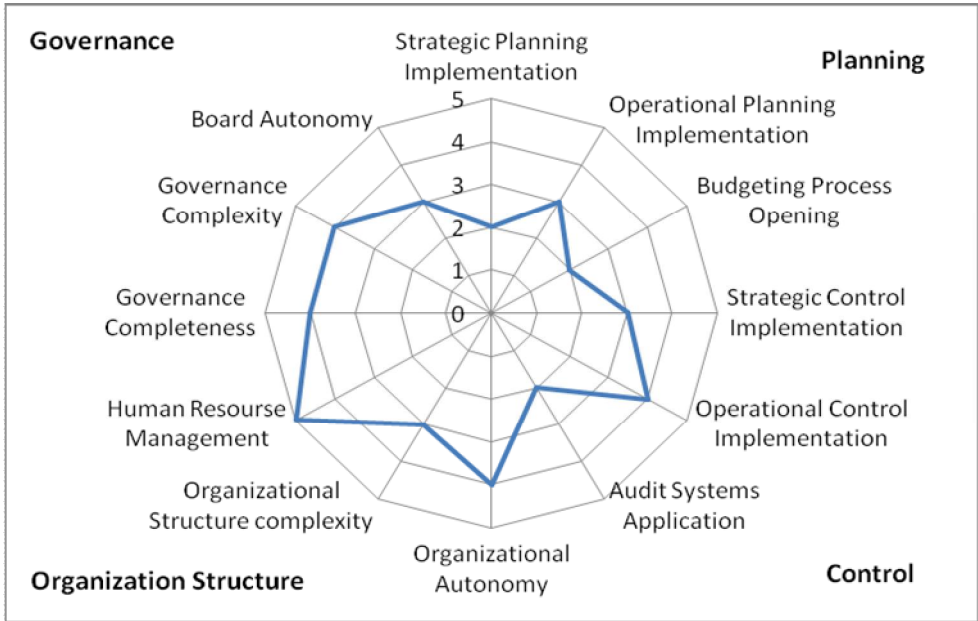 Governance
Strategic Planning
Implementation
Planning
Board Autonomy
Operational Planning
Implementation
Governance
Complexity
Budgeting Process
Opening
Governance
Completeness
Strategic Control
Implementation
Human Resourse
Management
Operational Control
Implementation
Organizational
Structure complexity
Audit Systems
Application
Organizational
Autonomy
Organization Structure
Control
5
4
3
2
1
0